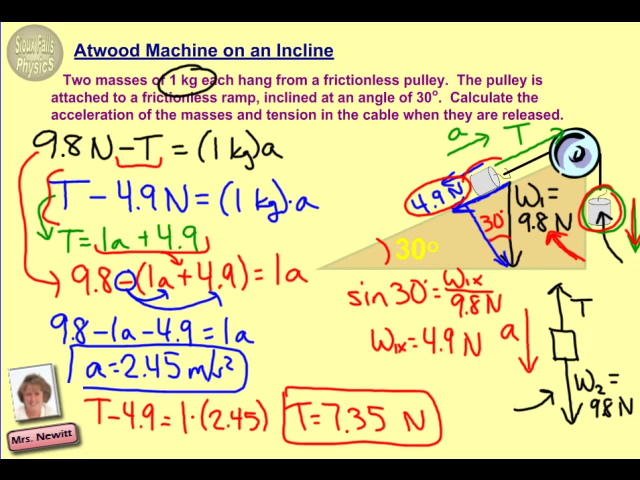 Sioux Falls Physics
Atwood Machine on an Incline
Two masses of 1 kg each hang from a frictionless pulley. The pulley is
attached to a frictionless ramp, inclined at an angle of 30°. Calculate the
acceleration of the masses and tension in the cable when they are released.
9.8 N - T = (1 kg)a
T - 4.9 N = (1 kg)·a
T = 1a + 4.9
9.8 - (1a + 4.9) = 1a
9.8 - 1a - 4.9 = 1a
a = 2.45 m/s²
T - 4.9 = 1·(2.45)
T = 7.35 N
a
T
4.9 N
30°
W1 =
9.8 N
30°
sin 30° = W1x / 9.8 N
W1x = 4.9 N
a
T
W2 =
9.8 N
Mrs. Newitt